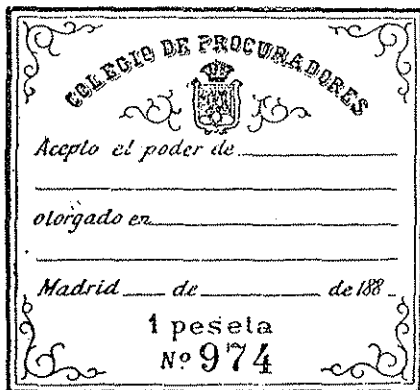 COLEGIO DE PROCURADORES
Acepto el poder de
otorgado en
Madrid de de 188
1 peseta
Nº 974